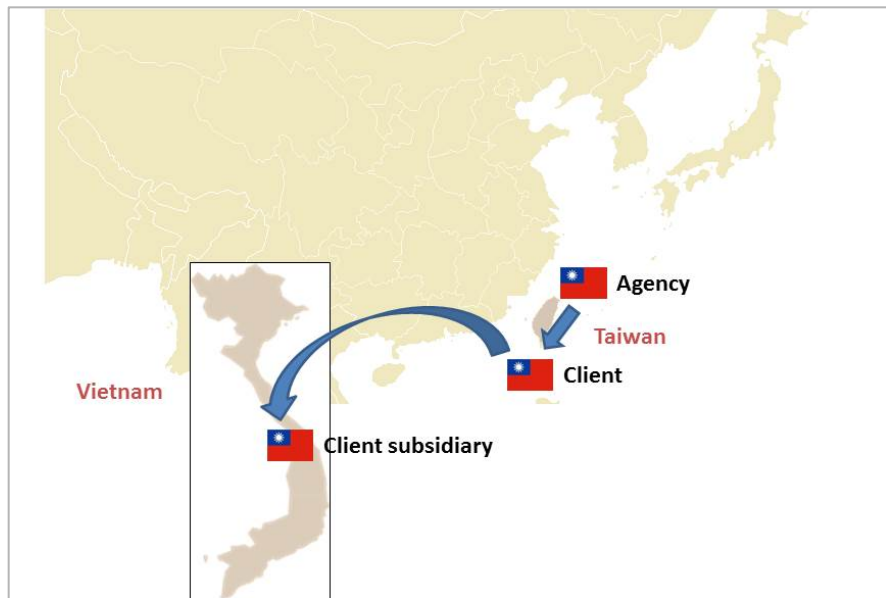 Agency
Taiwan
Client
Vietnam
Client subsidiary